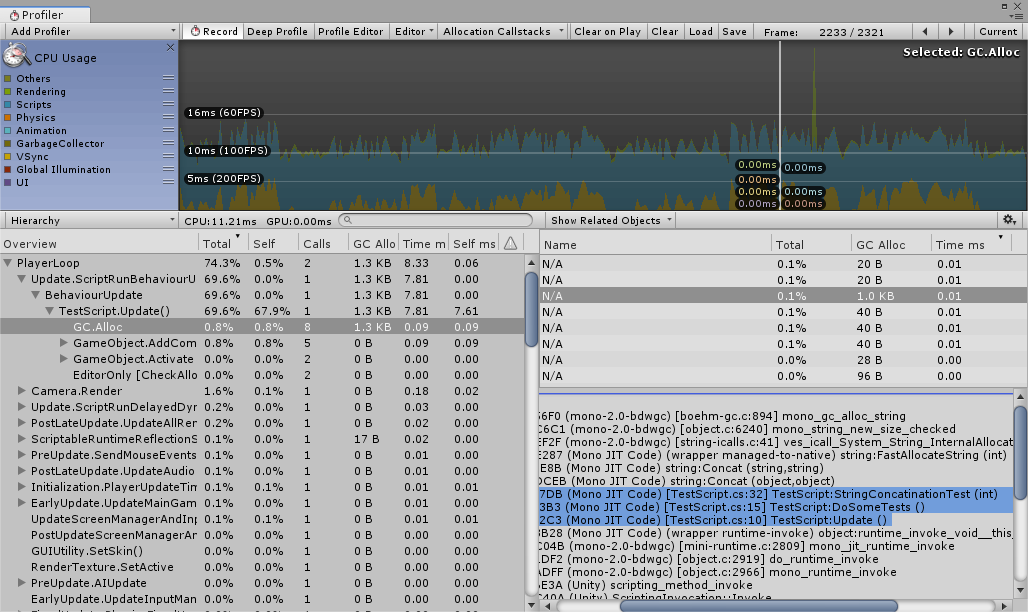 Profiler
Add Profiler Record Deep Profile Profile Editor Editor Allocation Callstacks Clear on Play Clear Load Save Frame: 2233 / 2321 Current
CPU Usage
Others
Rendering
Scripts
Physics
Animation
GarbageCollector
VSync
Global Illumination
UI
Selected: GC.Alloc
16ms (60FPS)
10ms (100FPS)
5ms (200FPS)
0.00ms 0.00ms
0.00ms
0.00ms 0.00ms
0.00ms 0.00ms
Hierarchy CPU:11.21ms GPU:0.00ms Show Related Objects
Overview Total Self Calls GC Allo Time m Self ms
PlayerLoop 74.3% 0.5% 2 1.3 KB 8.33 0.06
Update.ScriptRunBehaviourU 69.6% 0.0% 1 1.3 KB 7.81 0.00
BehaviourUpdate 69.6% 0.0% 1 1.3 KB 7.81 0.00
TestScript.Update() 69.6% 67.9% 1 1.3 KB 7.81 7.61
GC.Alloc 0.8% 0.8% 8 1.3 KB 0.09 0.09
GameObject.AddCom 0.8% 0.8% 5 0 B 0.09 0.09
GameObject.Activate 0.0% 0.0% 2 0 B 0.00 0.00
EditorOnly [CheckAllo 0.0% 0.0% 2 0 B 0.00 0.00
Camera.Render 1.6% 0.1% 1 0 B 0.18 0.02
Update.ScriptRunDelayedDyr 0.2% 0.0% 1 0 B 0.03 0.00
PostLateUpdate.UpdateAllRer 0.2% 0.0% 1 0 B 0.02 0.00
ScriptableRuntimeReflectionS 0.2% 0.0% 1 17 B 0.02 0.00
PreUpdate.SendMouseEvents 0.1% 0.0% 1 0 B 0.01 0.00
PostLateUpdate.UpdateAudio 0.1% 0.0% 1 0 B 0.01 0.00
Initialization.PlayerUpdateTin 0.1% 0.0% 1 0 B 0.01 0.00
EarlyUpdate.UpdateMainGam 0.1% 0.0% 1 0 B 0.01 0.00
UpdateScreenManagerAndInp 0.1% 0.1% 1 0 B 0.01 0.01
PostUpdateScreenManagerAr 0.0% 0.0% 1 0 B 0.00 0.00
GUIUtility.SetSkin() 0.0% 0.0% 1 0 B 0.00 0.00
RenderTexture.SetActive 0.0% 0.0% 1 0 B 0.00 0.00
PreUpdate.AIUpdate 0.0% 0.0% 1 0 B 0.00 0.00
EarlyUpdate.UpdateInputMan 0.0% 0.0% 1 0 B 0.00 0.00
Name Total GC Alloc Time ms
N/A 0.1% 20 B 0.01
N/A 0.1% 20 B 0.01
N/A 0.1% 1.0 KB 0.01
N/A 0.1% 40 B 0.01
N/A 0.1% 40 B 0.01
N/A 0.1% 40 B 0.01
N/A 0.0% 28 B 0.00
N/A 0.0% 96 B 0.00
6F0 (mono-2.0-bdwgc) [boehm-gc.c:894] mono_gc_alloc_string
C6C1 (mono-2.0-bdwgc) [object.c:6240] mono_string_new_size_checked
EF2F (mono-2.0-bdwgc) [string-icalls.c:41] ves_icall_System_String_InternalAllocat
E287 (Mono JIT Code) (wrapper managed-to-native) string:FastAllocateString (int)
E8B (Mono JIT Code) string:Concat (string,string)
DCEB (Mono JIT Code) string:Concat (object,object)
7DB (Mono JIT Code) [TestScript.cs:32] TestScript:StringConcatinationTest (int)
3B3 (Mono JIT Code) [TestScript.cs:15] TestScript:DoSomeTests ()
2C3 (Mono JIT Code) [TestScript.cs:10] TestScript:Update ()
B28 (Mono JIT Code) (wrapper runtime-invoke) object:runtime_invoke_void__this_
C04B (mono-2.0-bdwgc) [mini-runtime.c:2809] mono_jit_runtime_invoke
ADF2 (mono-2.0-bdwgc) [object.c:2919] do_runtime_invoke
ADFF (mono-2.0-bdwgc) [object.c:2966] mono_runtime_invoke
E3A (Unity) scripting_method_invoke
C40A (Unity) ScriptingInvocation::Invoke